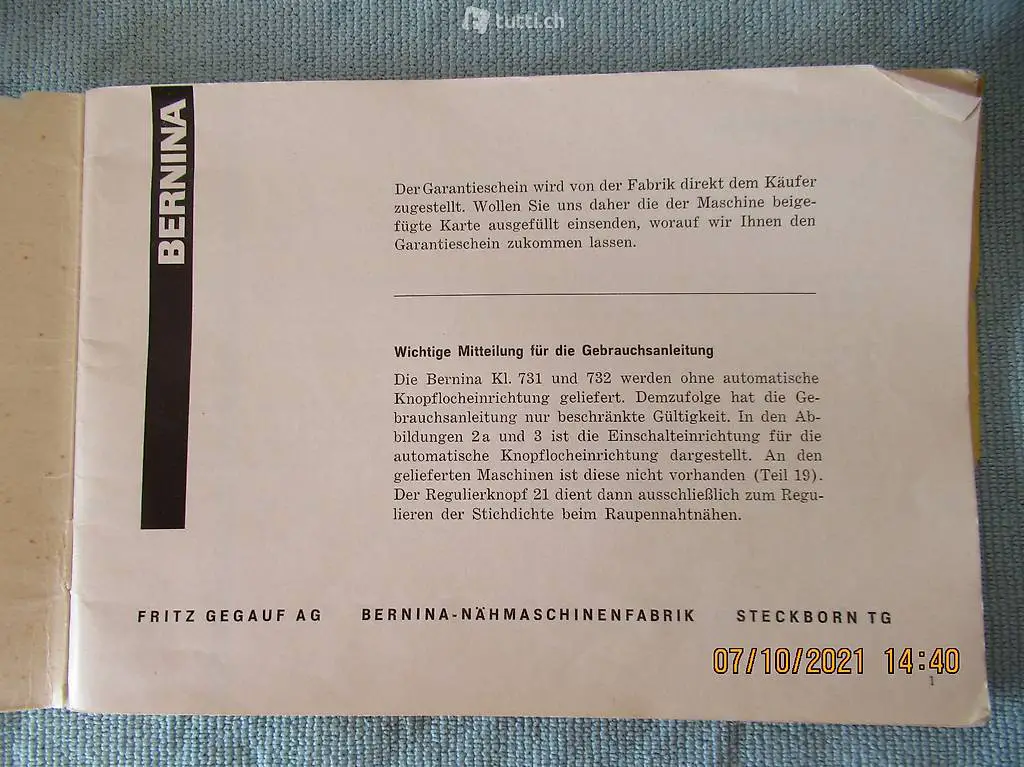 tutti.ch
BERNINA
Der Garantieschein wird von der Fabrik direkt dem Käufer
zugestellt. Wollen Sie uns daher die der Maschine beige-
fügte Karte ausgefüllt einsenden, worauf wir Ihnen den
Garantieschein zukommen lassen.
Wichtige Mitteilung für die Gebrauchsanleitung
Die Bernina Kl. 731 und 732 werden ohne automatische
Knopflocheinrichtung geliefert. Demzufolge hat die Ge-
brauchsanleitung nur beschränkte Gültigkeit. In den Ab-
bildungen 2a und 3 ist die Einschalteinrichtung für die
automatische Knopflocheinrichtung dargestellt. An den
gelieferten Maschinen ist diese nicht vorhanden (Teil 19).
Der Regulierknopf 21 dient dann ausschließlich zum Regu-
lieren der Stichdichte beim Raupennahtnähen.
FRITZ GEGAUF AG BERNINA-NÄHMASCHINENFABRIK STECKBORN TG
07/10/2021 14:40
1